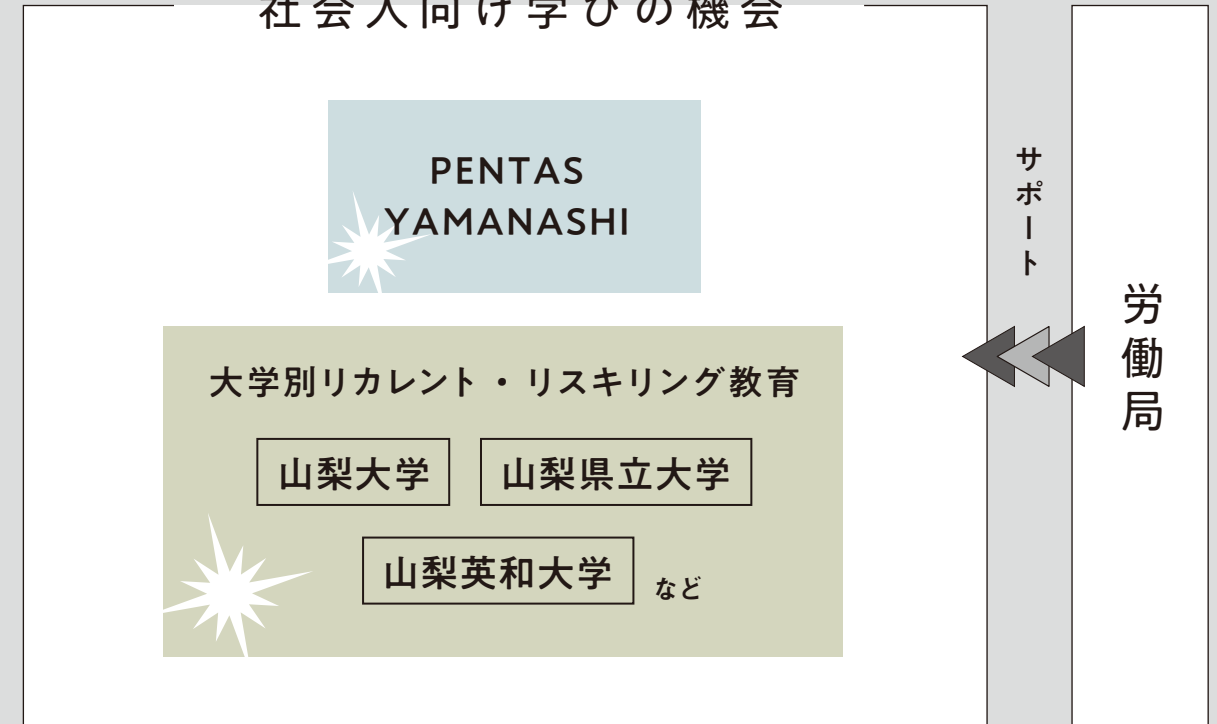 社会人向け学びの機会
PENTAS
YAMANASHI
大学別リカレント・リスキリング教育
山梨大学
山梨県立大学
山梨英和大学
など
サポート
労働局